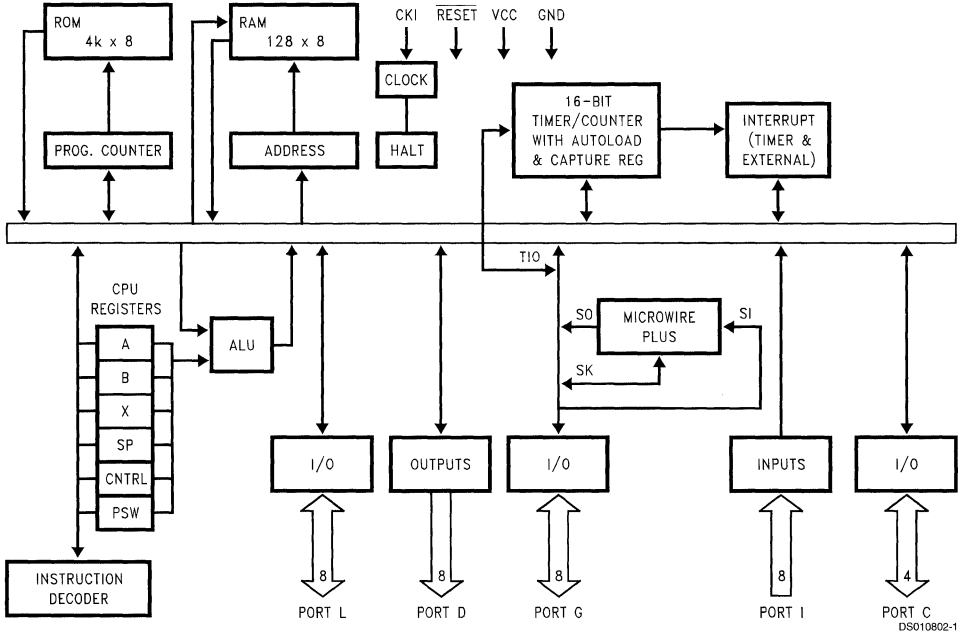 ROM
4k x 8
RAM
128 x 8
CKI
RESET
VCC
GND
CLOCK
HALT
PROG. COUNTER
ADDRESS
16-BIT
TIMER/COUNTER
WITH AUTOLOAD
& CAPTURE REG
INTERRUPT
(TIMER &
EXTERNAL)
TIO
CPU
REGISTERS
A
B
X
SP
CNTRL
PSW
ALU
SO
MICROWIRE
PLUS
SI
SK
I/O
OUTPUTS
I/O
INPUTS
I/O
INSTRUCTION
DECODER
8
8
8
8
4
PORT L
PORT D
PORT G
PORT I
PORT C
DS010802-1